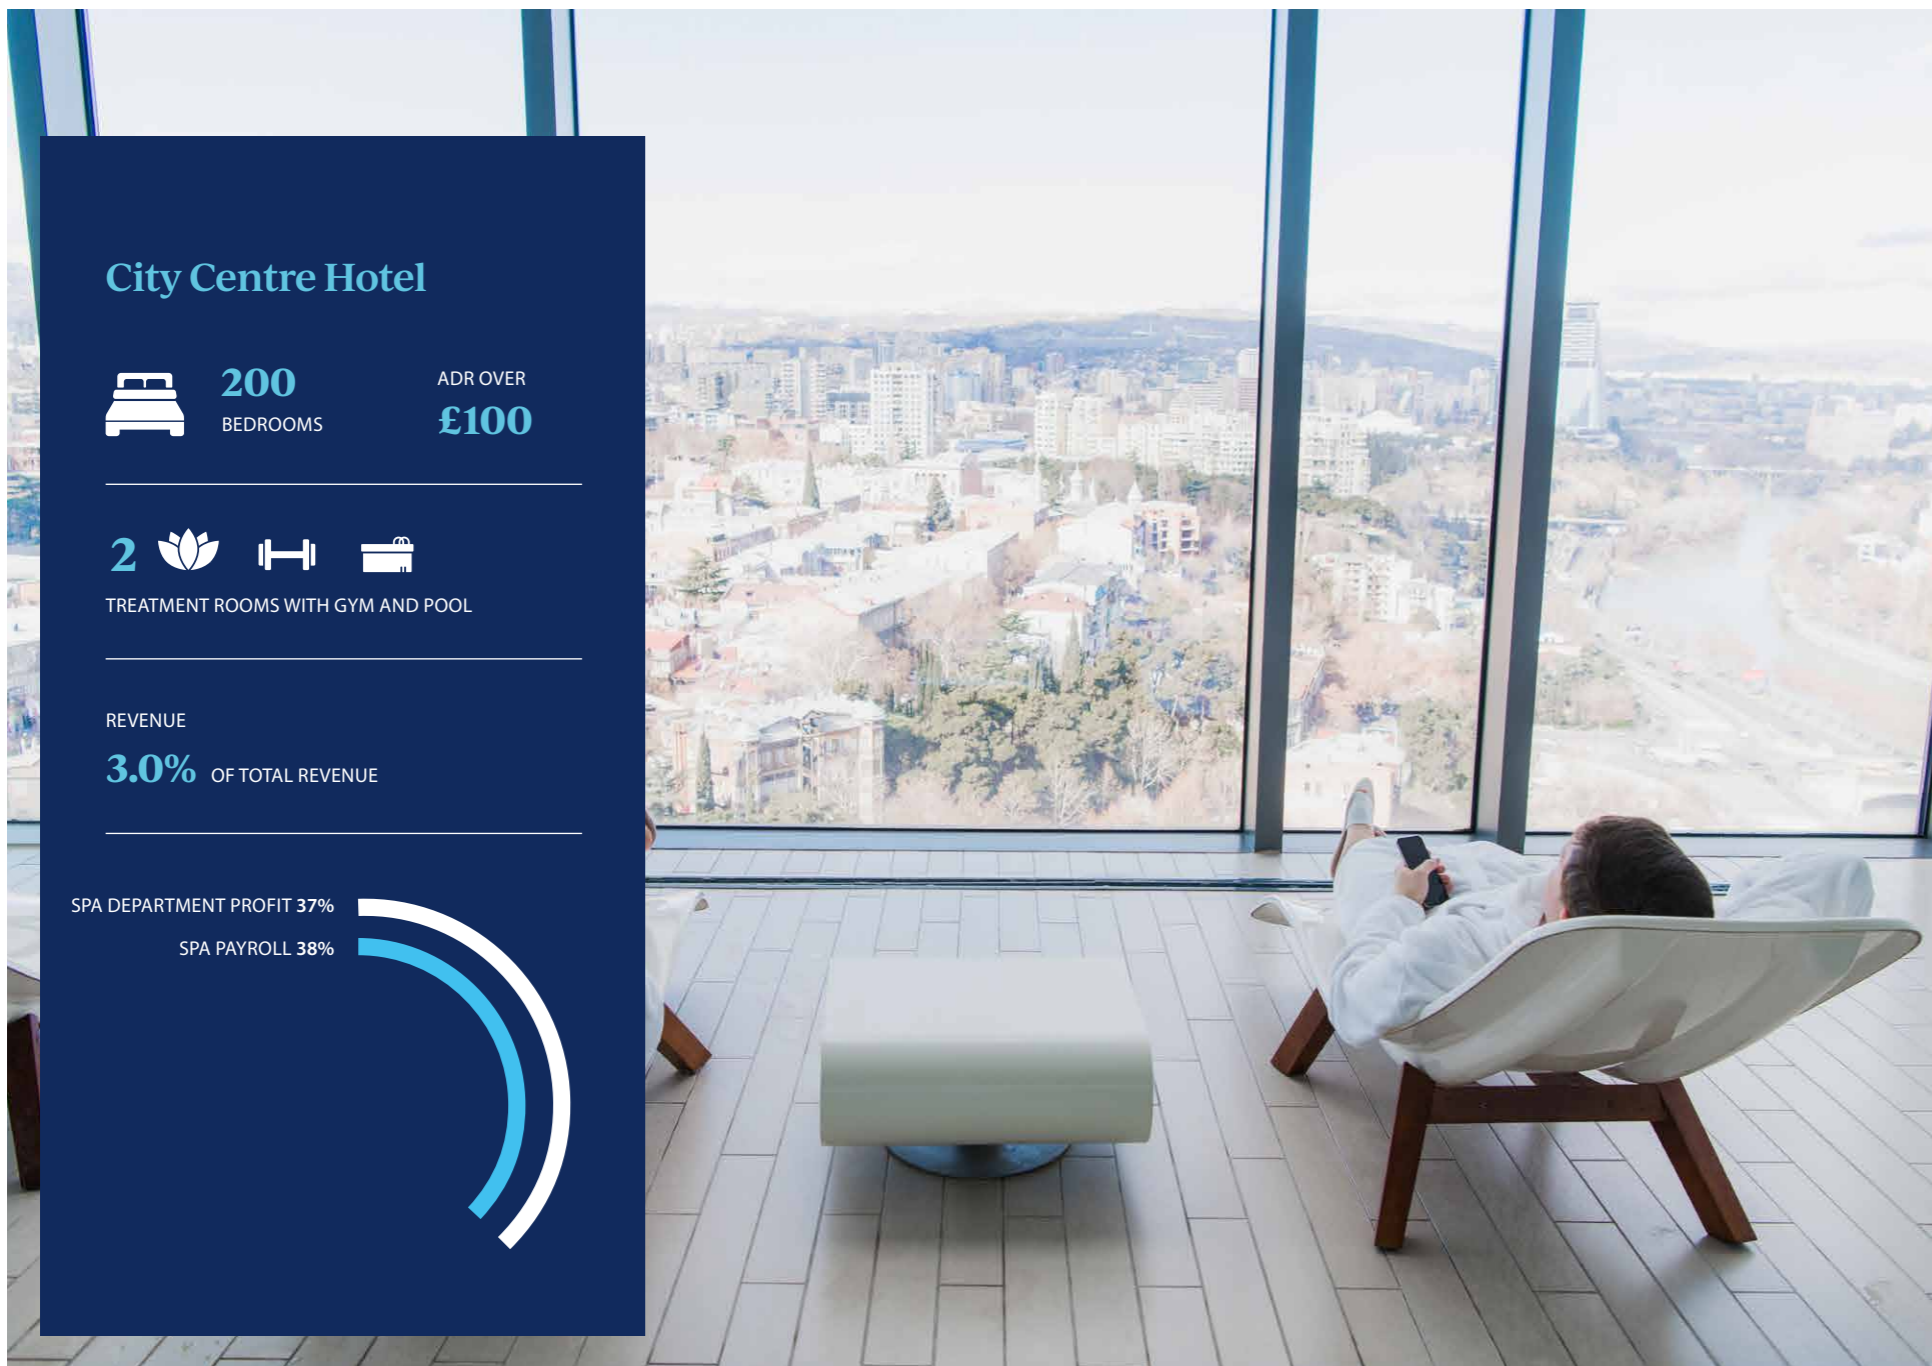 City Centre Hotel
200
BEDROOMS
ADR OVER
£100
2
TREATMENT ROOMS WITH GYM AND POOL
REVENUE
3.0% OF TOTAL REVENUE
SPA DEPARTMENT PROFIT 37%
SPA PAYROLL 38%